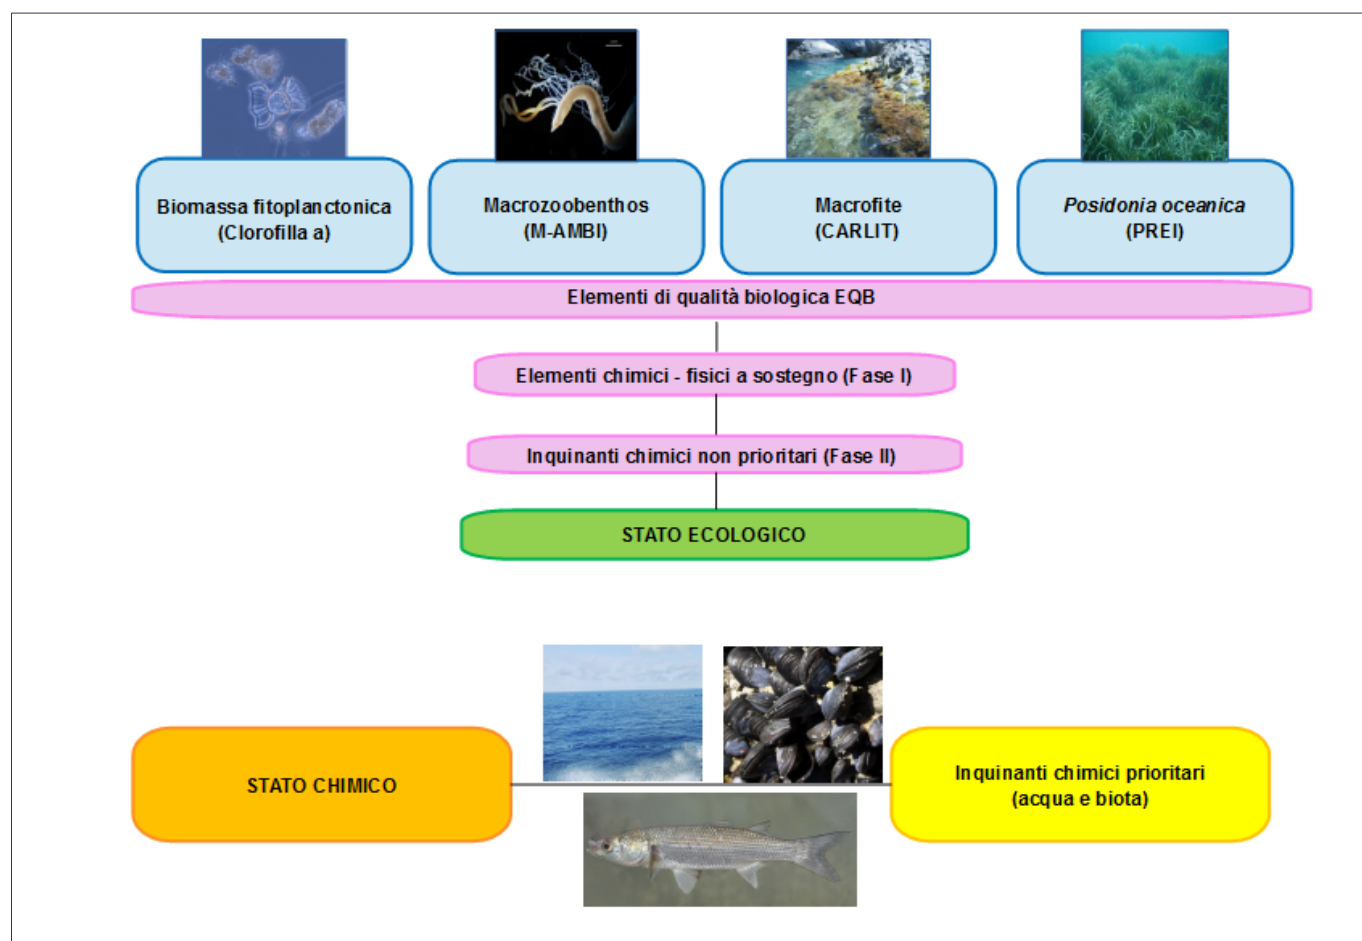 Biomassa fitoplanctonica
(Clorofilla a)
Macrozoobenthos
(M-AMBI)
Macrofite
(CARLIT)
Posidonia oceanica
(PREI)
Elementi di qualità biologica EQB
Elementi chimici - fisici a sostegno (Fase I)
Inquinanti chimici non prioritari (Fase II)
STATO ECOLOGICO
STATO CHIMICO
Inquinanti chimici prioritari
(acqua e biota)